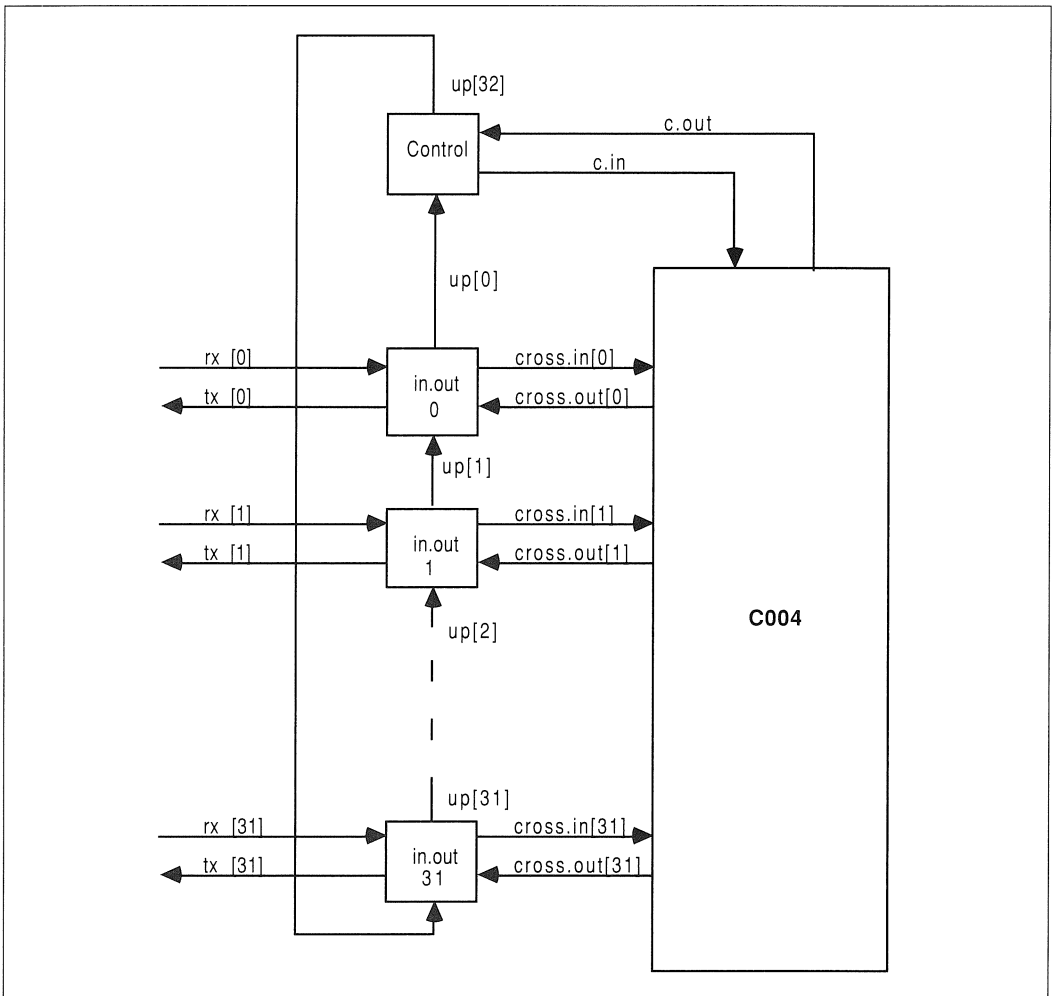 up[32]
c.out
Control
c.in
up[0]
rx [0]
cross.in[0]
in.out
0
tx [0]
cross.out[0]
up[1]
rx [1]
cross.in[1]
in.out
1
tx [1]
cross.out[1]
C004
up[2]
up[31]
rx [31]
cross.in[31]
in.out
31
tx [31]
cross.out[31]